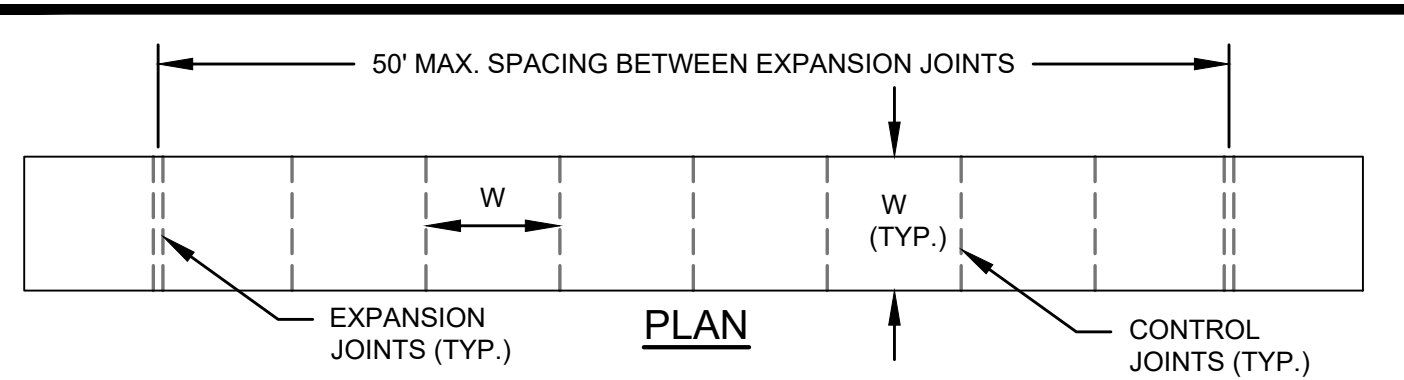 50' MAX. SPACING BETWEEN EXPANSION JOINTS
W
W
(TYP.)
EXPANSION
JOINTS (TYP.)
PLAN
CONTROL
JOINTS (TYP.)